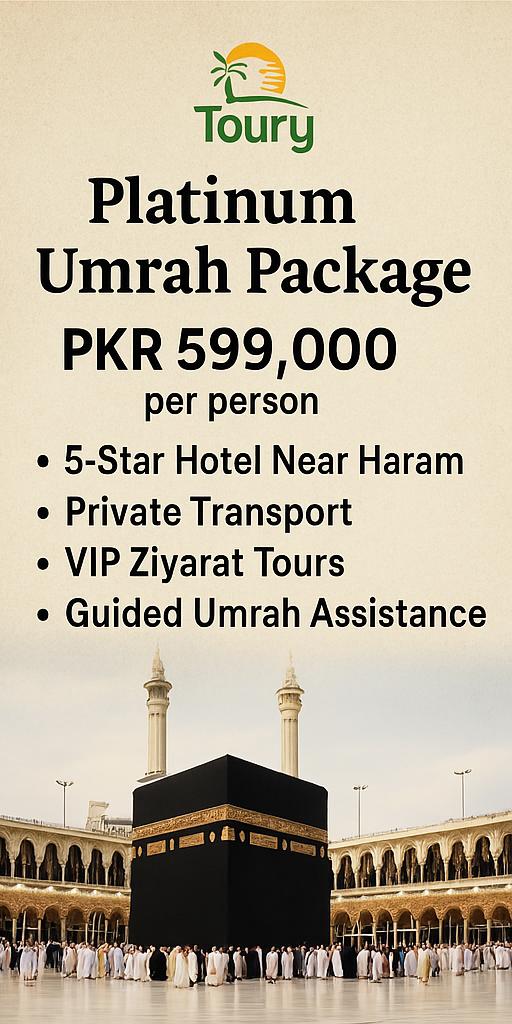 Toury
Platinum
Umrah Package
PKR 599,000
per person
• 5-Star Hotel Near Haram
• Private Transport
• VIP Ziyarat Tours
• Guided Umrah Assistance